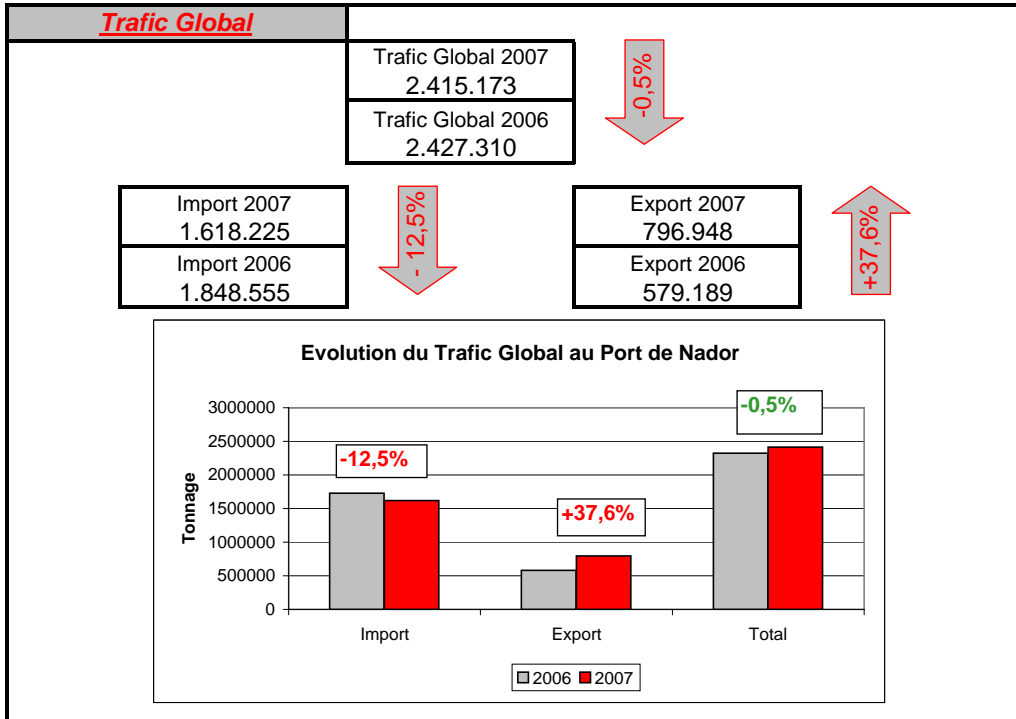 Trafic Global
Trafic Global 2007
2.415.173
Trafic Global 2006
2.427.310
-0,5%
Import 2007
1.618.225
Import 2006
1.848.555
- 12,5%
Export 2007
796.948
Export 2006
579.189
+37,6%
Evolution du Trafic Global au Port de Nador
Tonnage
3000000
2500000
2000000
1500000
1000000
500000
0
-12,5%
+37,6%
-0,5%
Import
Export
Total
2006 2007